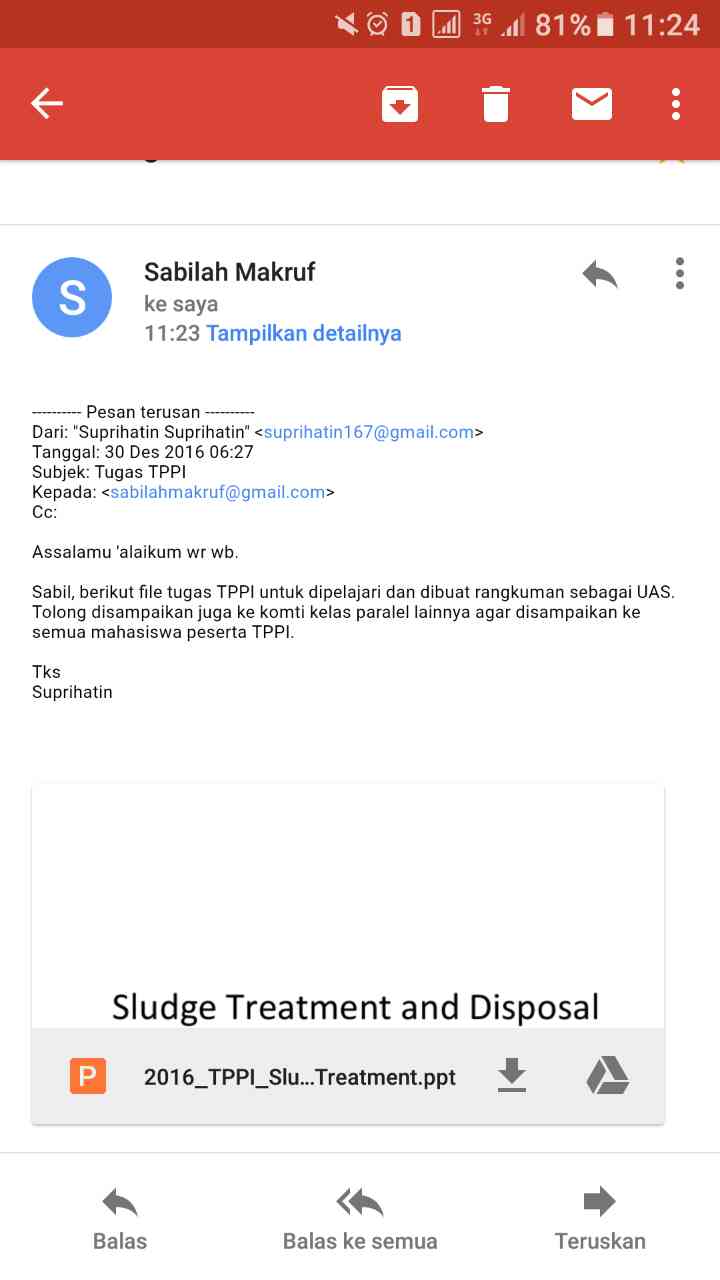 1 3G 81% 11:24
Sabilah Makruf
ke saya
11:23 Tampilkan detailnya
S
---------- Pesan terusan ----------
Dari: "Suprihatin Suprihatin" <suprihatin167@gmail.com>
Tanggal: 30 Des 2016 06:27
Subjek: Tugas TPPI
Kepada: <sabilahmakruf@gmail.com>
Cc:
Assalamu 'alaikum wr wb.
Sabil, berikut file tugas TPPI untuk dipelajari dan dibuat rangkuman sebagai UAS.
Tolong disampaikan juga ke komti kelas paralel lainnya agar disampaikan ke
semua mahasiswa peserta TPPI.
Tks
Suprihatin
Sludge Treatment and Disposal
P 2016_TPPI_Slu...Treatment.ppt
Balas Balas ke semua Teruskan